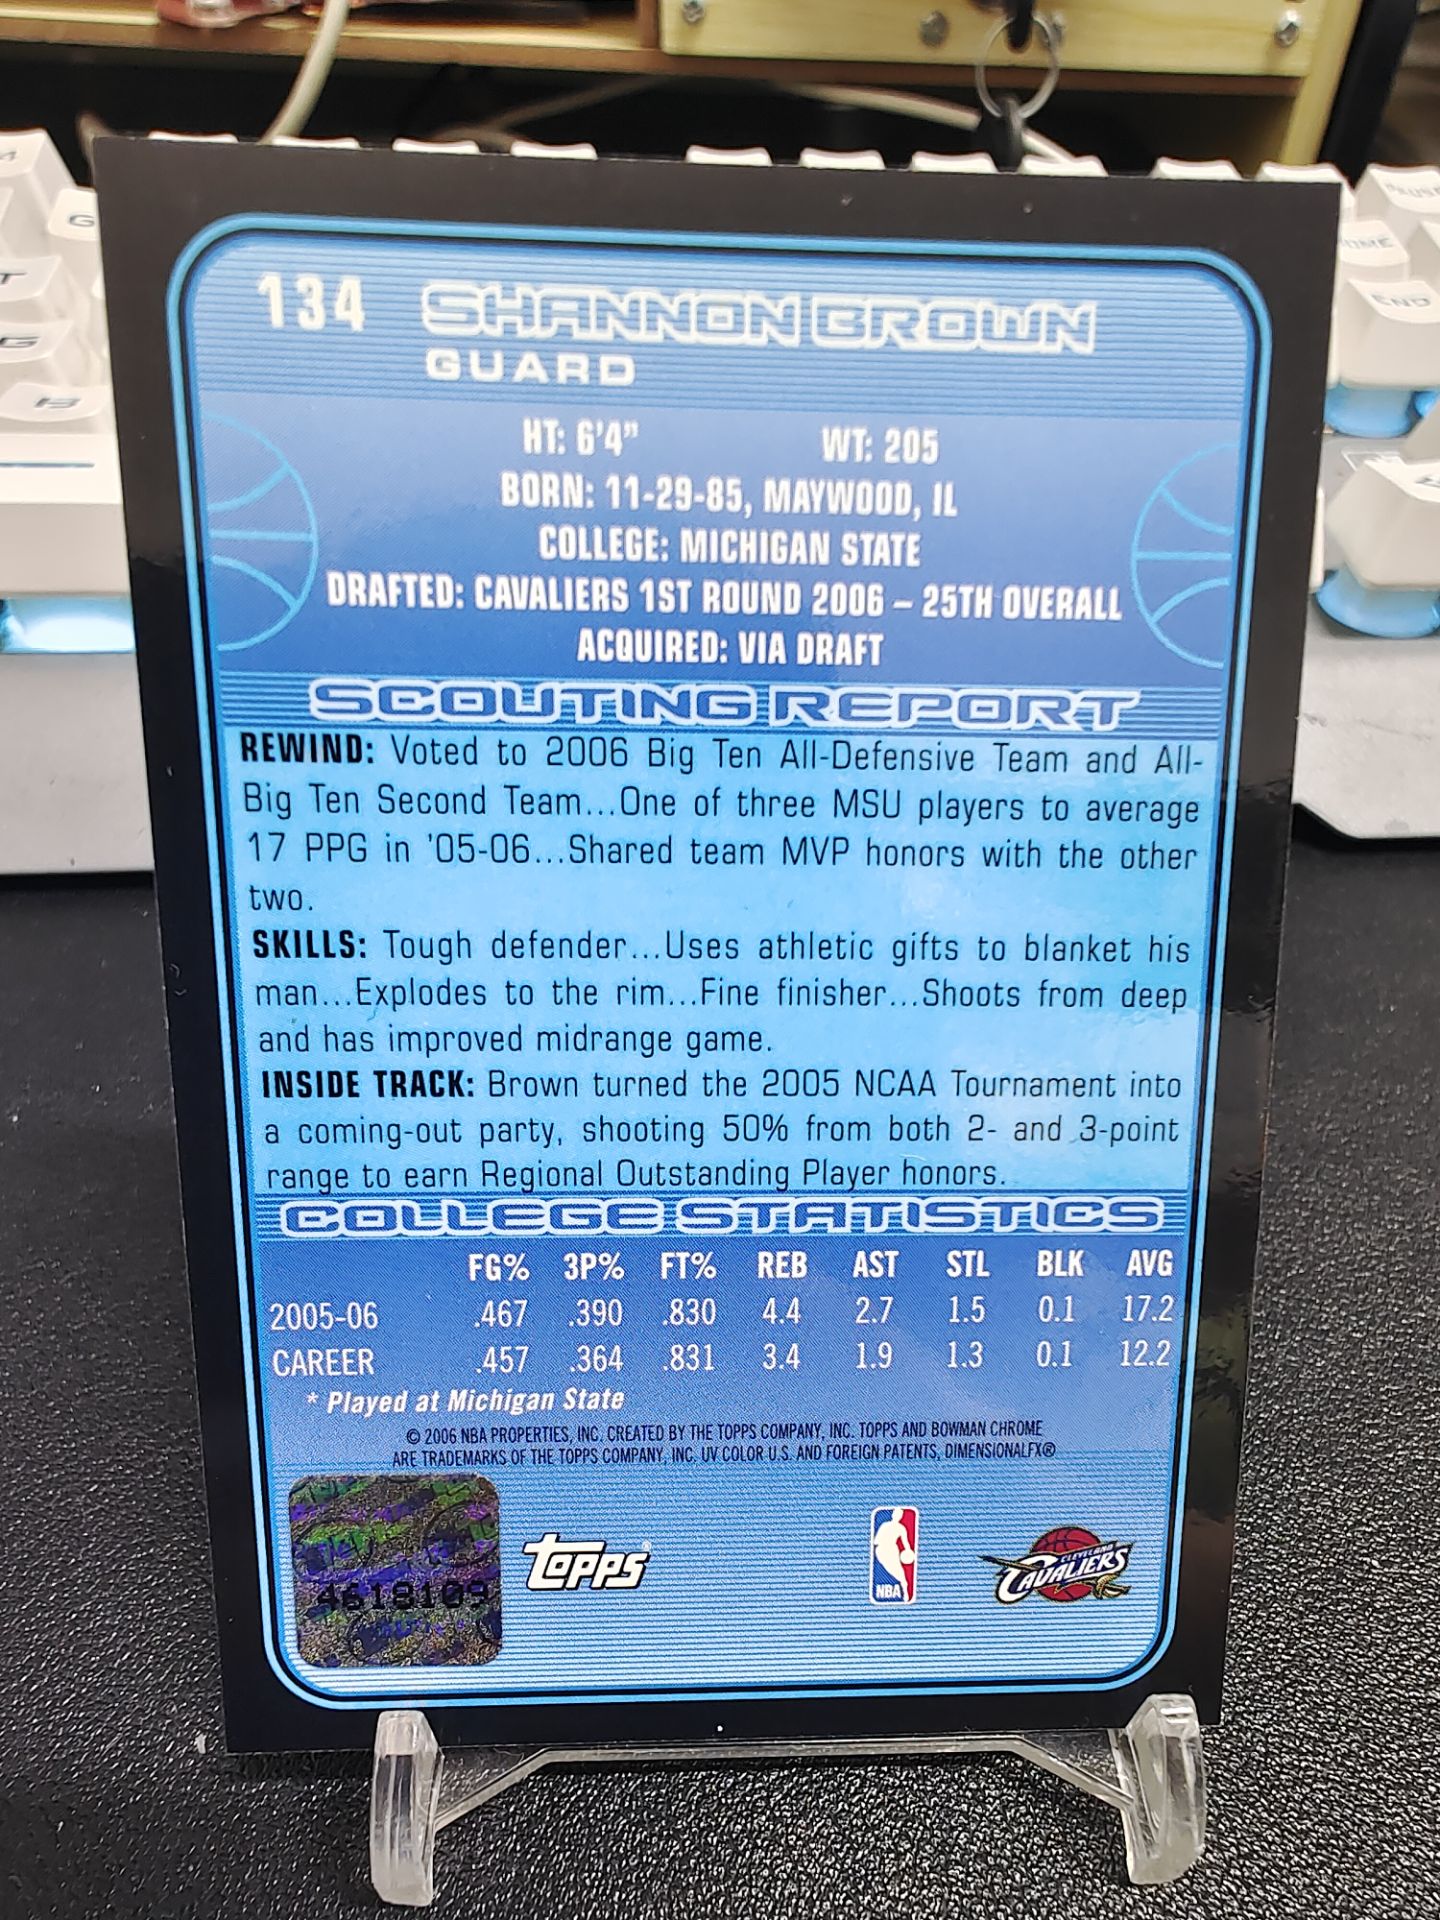 134 SHANNON BROWN
GUARD
HT: 6'4" WT: 205
BORN: 11-29-85, MAYWOOD, IL
COLLEGE: MICHIGAN STATE
DRAFTED: CAVALIERS 1ST ROUND 2006 – 25TH OVERALL
ACQUIRED: VIA DRAFT
SCOUTING REPORT
REWIND: Voted to 2006 Big Ten All-Defensive Team and All-
Big Ten Second Team...One of three MSU players to average
17 PPG in '05-06...Shared team MVP honors with the other
two.
SKILLS: Tough defender...Uses athletic gifts to blanket his
man...Explodes to the rim...Fine finisher...Shoots from deep
and has improved midrange game.
INSIDE TRACK: Brown turned the 2005 NCAA Tournament into
a coming-out party, shooting 50% from both 2- and 3-point
range to earn Regional Outstanding Player honors.
COLLEGE STATISTICS
FG% 3P% FT% REB AST STL BLK AVG
2005-06 .467 .390 .830 4.4 2.7 1.5 0.1 17.2
CAREER .457 .364 .831 3.4 1.9 1.3 0.1 12.2
* Played at Michigan State
© 2006 NBA PROPERTIES, INC. CREATED BY THE TOPPS COMPANY, INC. TOPPS AND BOWMAN CHROME
ARE TRADEMARKS OF THE TOPPS COMPANY, INC. UV COLOR U.S. AND FOREIGN PATENTS, DIMENSIONALFX®
4618109
topps®
NBA
CLEVELAND
CAVALIERS
END